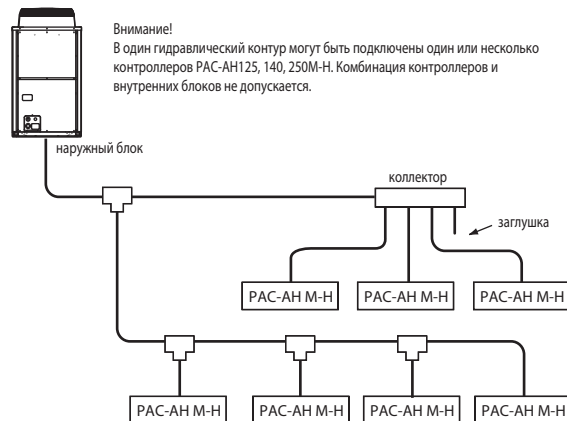 Внимание!
В один гидравлический контур могут быть подключены один или несколько
контроллеров PAC-AH125, 140, 250M-H. Комбинация контроллеров и
внутренних блоков не допускается.
наружный блок
коллектор
заглушка
PAC-AH M-H
PAC-AH M-H
PAC-AH M-H
PAC-AH M-H
PAC-AH M-H
PAC-AH M-H
PAC-AH M-H